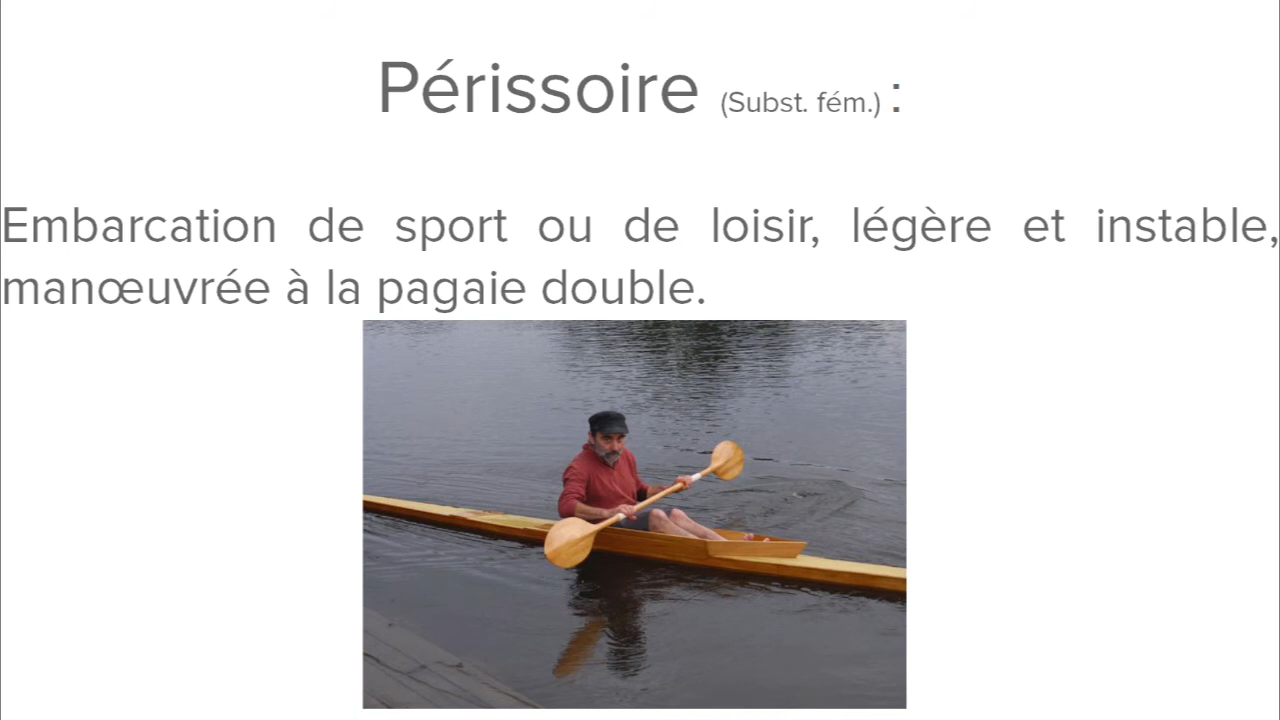 Périssoire (Subst. fém.) :
Embarcation de sport ou de loisir, légère et instable,
manœuvrée à la pagaie double.